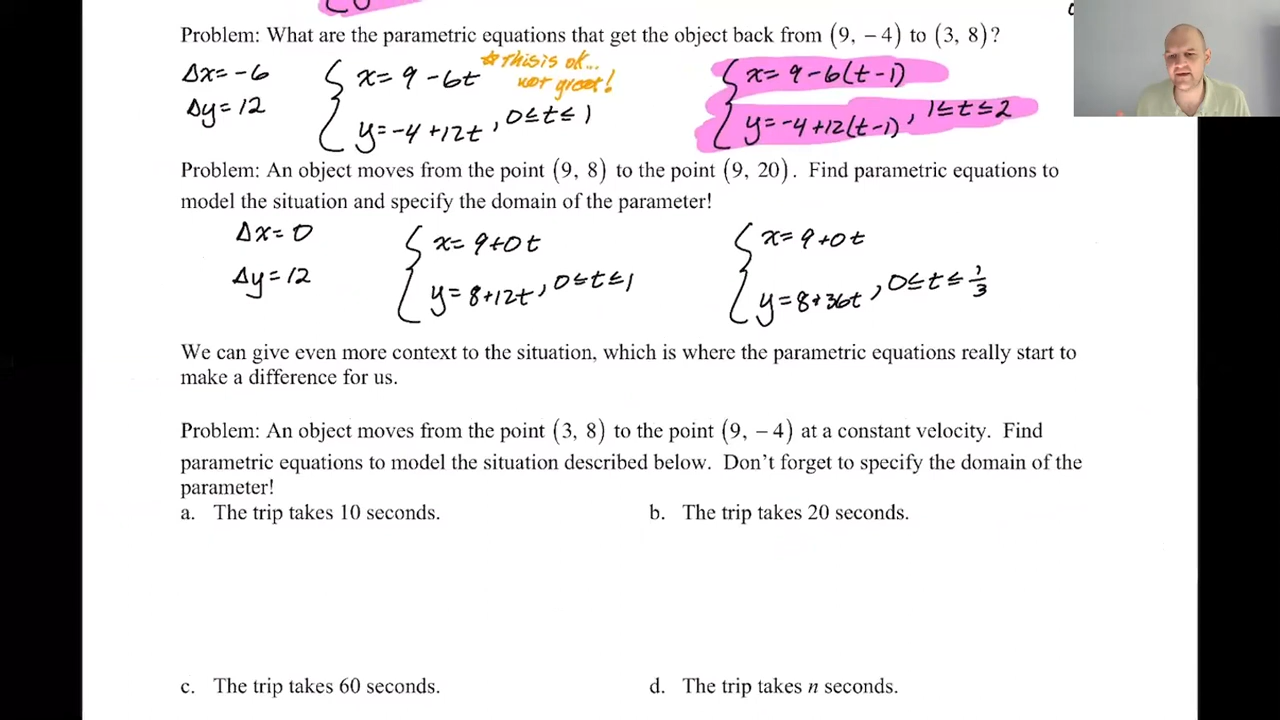 Problem: What are the parametric equations that get the object back from (9, −4) to (3, 8)?
Δx=-6
Δy=12
x= 9-6t
y=-4+12t, 0≤t≤1
☆This is ok...
not great!
x= 9-6(t-1)
y=-4+12(t-1), 1≤t≤2
Problem: An object moves from the point (9, 8) to the point (9, 20). Find parametric equations to
model the situation and specify the domain of the parameter!
Δx=0
Δy=12
x= 9+0t
y=8+12t, 0≤t≤1
x=9+0t
y=8+36t, 0≤t≤1/3
We can give even more context to the situation, which is where the parametric equations really start to
make a difference for us.
Problem: An object moves from the point (3, 8) to the point (9, −4) at a constant velocity. Find
parametric equations to model the situation described below. Don't forget to specify the domain of the
parameter!
a. The trip takes 10 seconds.
b. The trip takes 20 seconds.
c. The trip takes 60 seconds.
d. The trip takes n seconds.